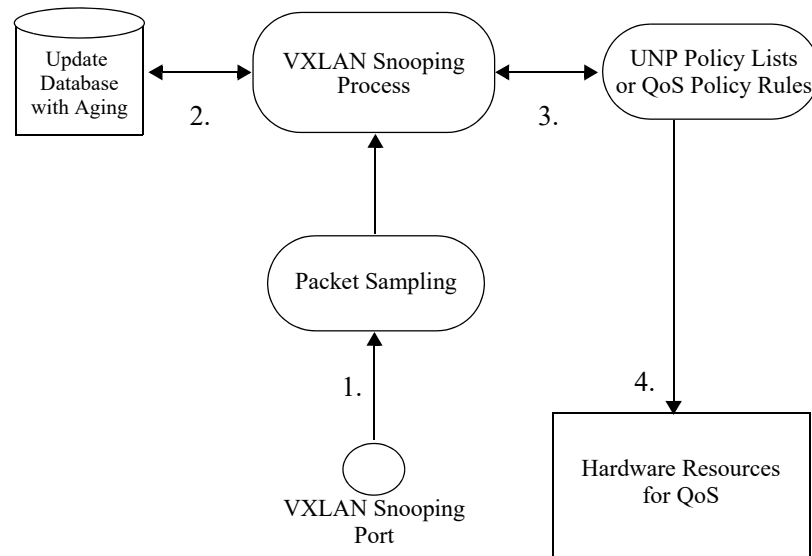 Update
Database
with Aging
VXLAN Snooping
Process
UNP Policy Lists
or QoS Policy Rules
2.
3.
Packet Sampling
1.
4.
VXLAN Snooping
Port
Hardware Resources
for QoS